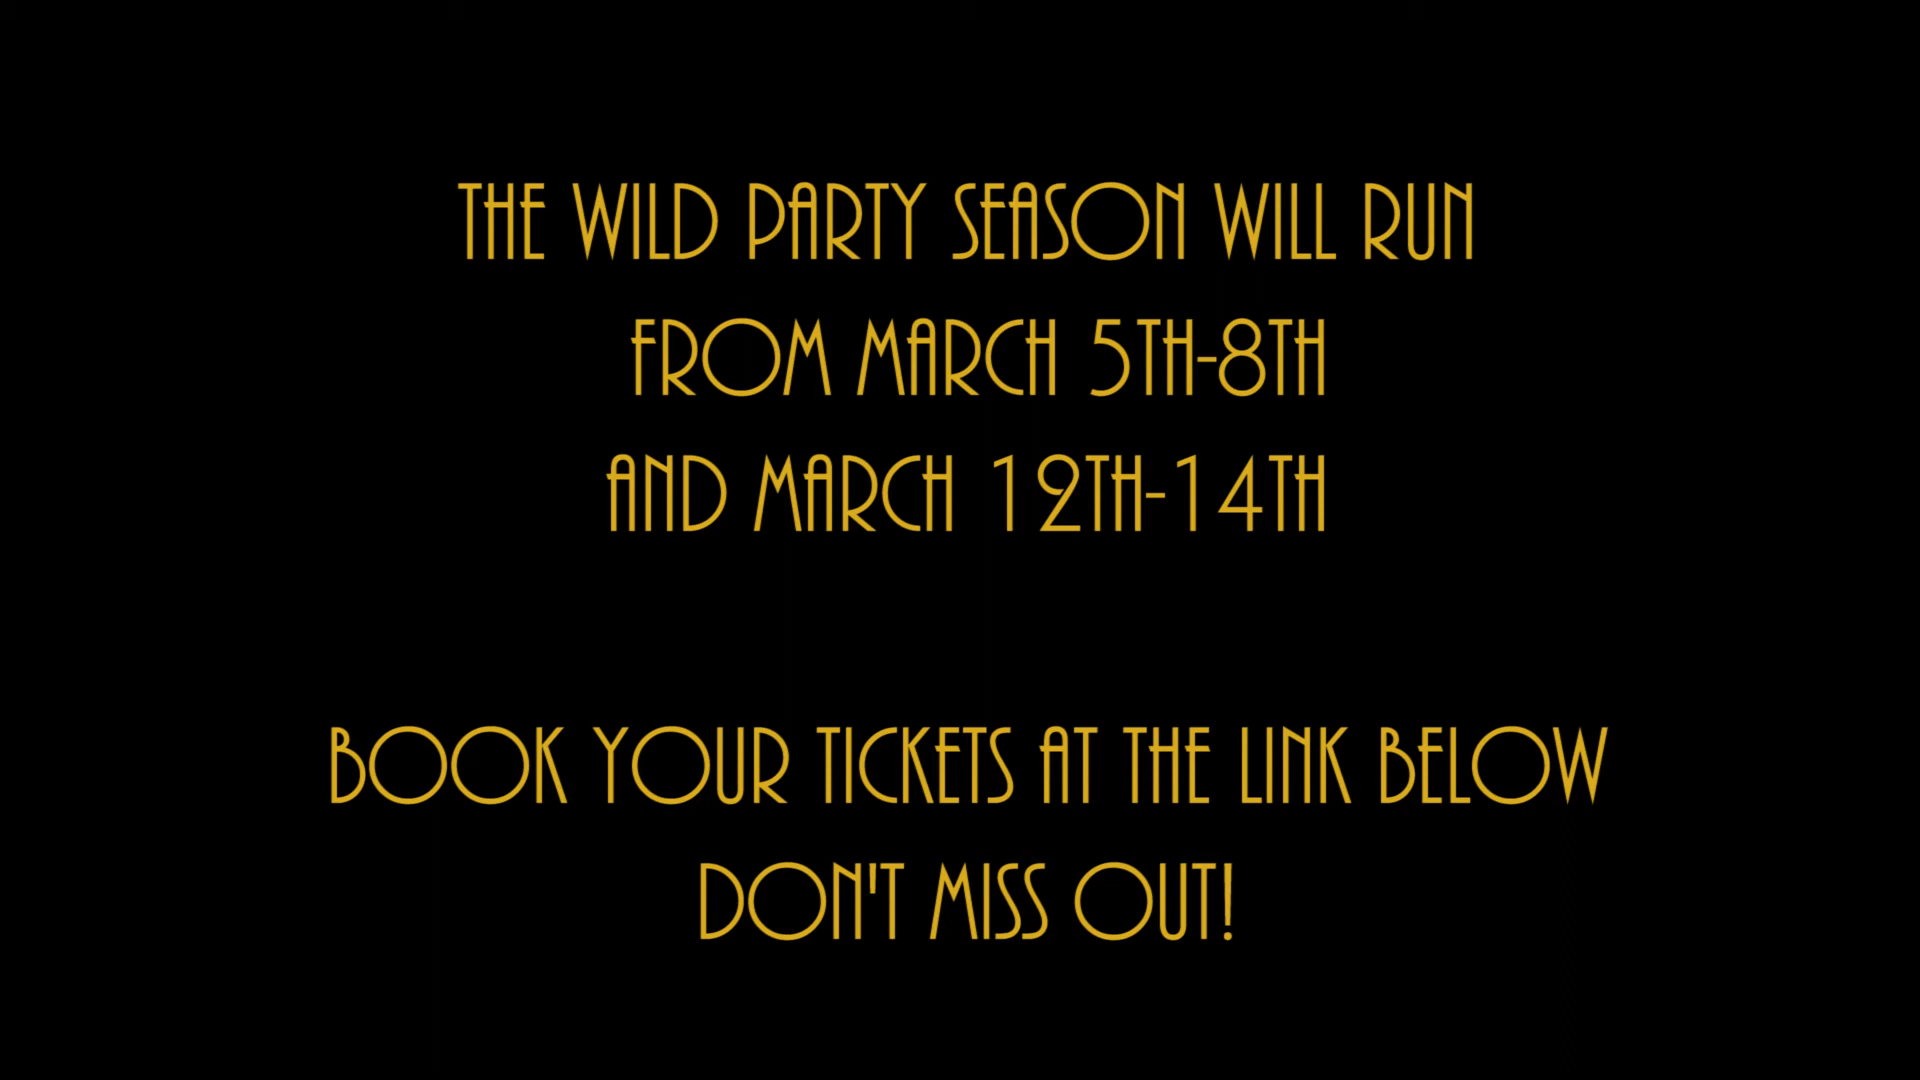 THE WILD PARTY SEASON WILL RUN
FROM MARCH 5TH-8TH
AND MARCH 12TH-14TH
BOOK YOUR TICKETS AT THE LINK BELOW
DON'T MISS OUT!